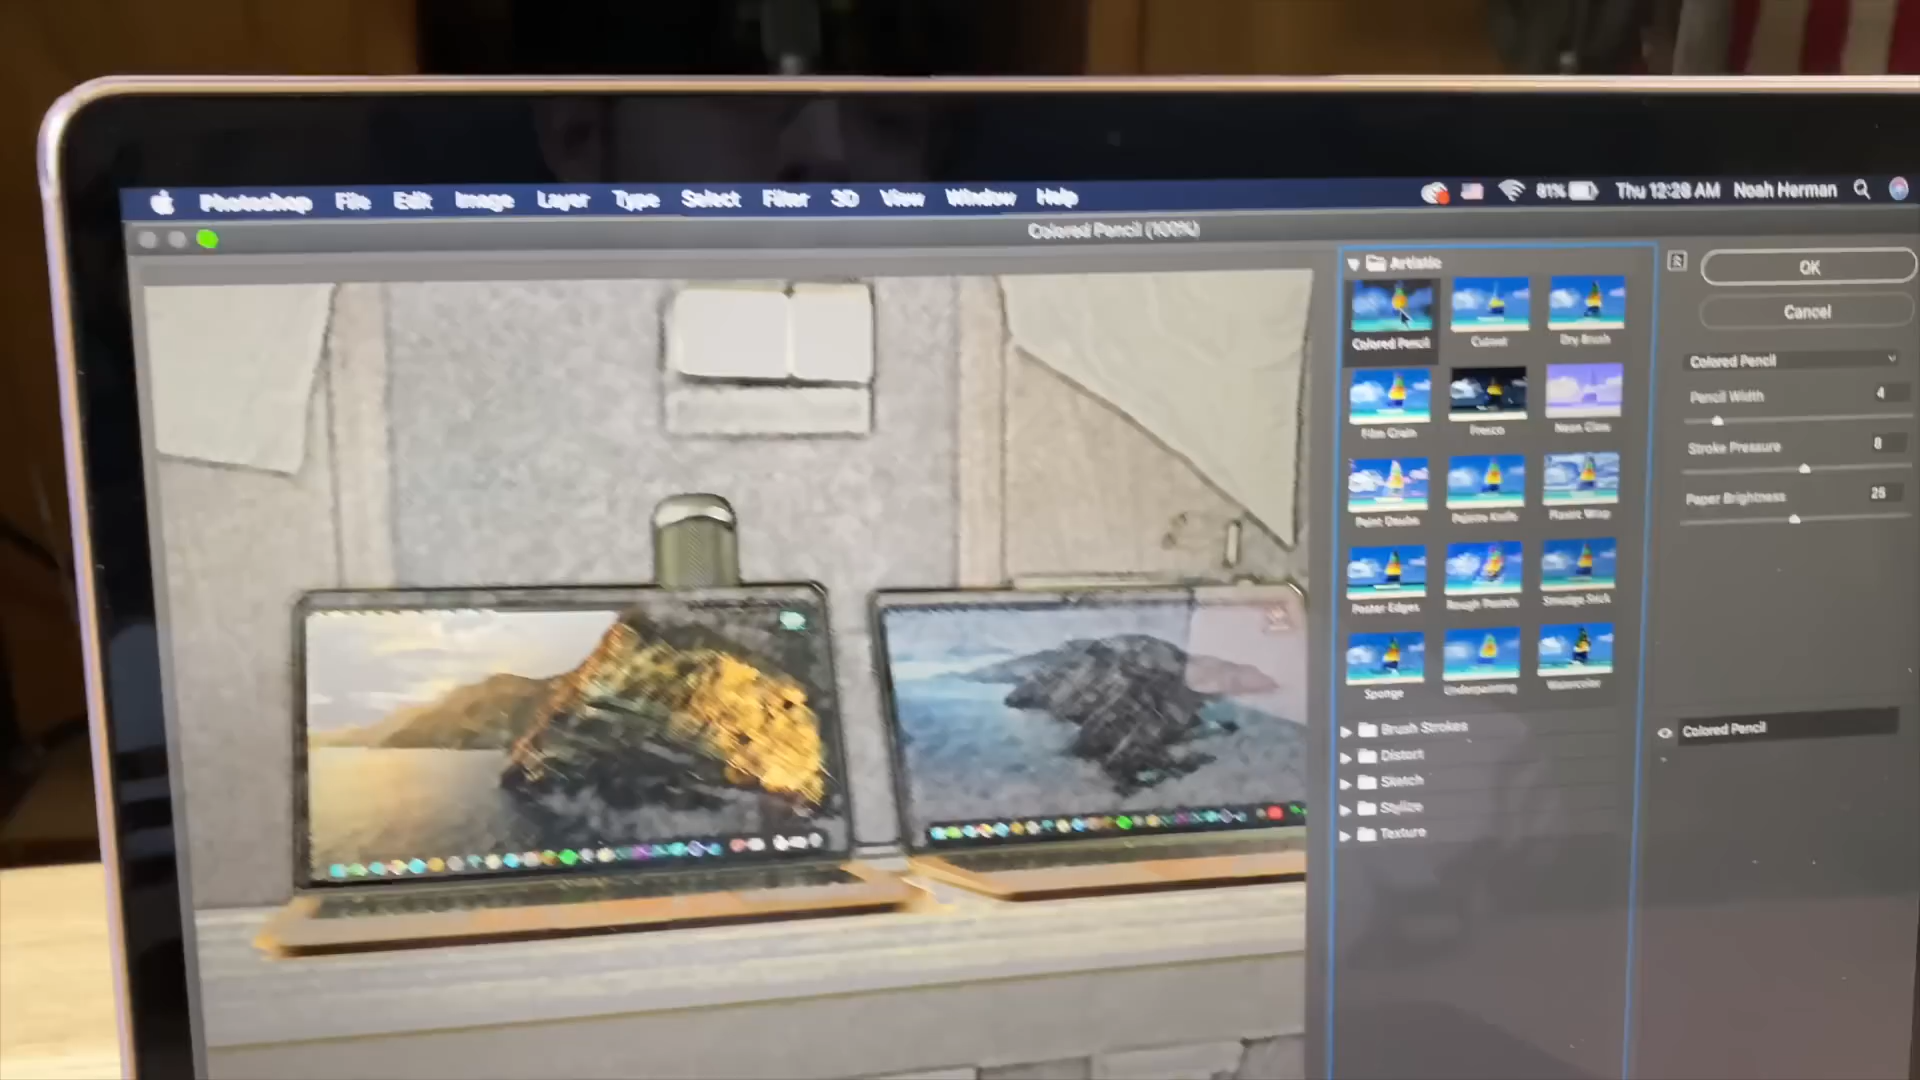 Photoshop File Edit Image Layer Type Select Filter 3D View Window Help 81% Thu 12:28 AM Noah Herman
Colored Pencil (100%)
Artistic
Colored Pencil Cutout Dry Brush
Film Grain Fresco Neon Glow
Paint Daubs Palette Knife Plastic Wrap
Poster Edges Rough Pastels Smudge Stick
Sponge Underpainting Watercolor
Brush Strokes
Distort
Sketch
Stylize
Texture
OK
Cancel
Colored Pencil
Pencil Width 4
Stroke Pressure 8
Paper Brightness 25
Colored Pencil